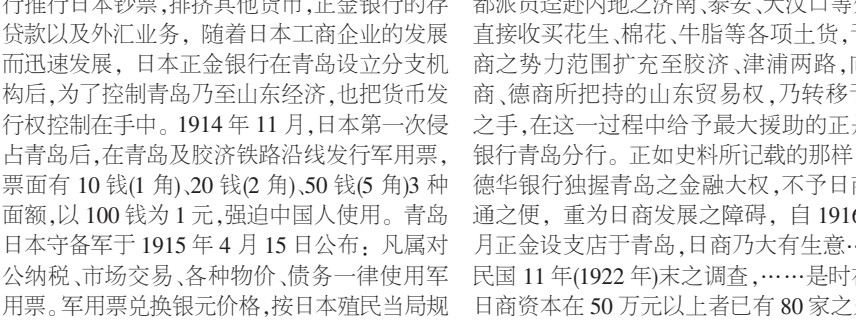 行推行日本钞票,排挤其他货币,正金银行的存
贷款以及外汇业务，随着日本工商企业的发展
而迅速发展，日本正金银行在青岛设立分支机
构后,为了控制青岛乃至山东经济,也把货币发
行权控制在手中。1914 年 11 月,日本第一次侵
占青岛后,在青岛及胶济铁路沿线发行军用票,
票面有 10 钱(1 角)、20 钱(2 角)、50 钱(5 角)3 种
面额,以 100 钱为 1 元,强迫中国人使用。青岛
日本守备军于 1915 年 4 月 15 日公布：凡属对
公纳税、市场交易、各种物价、债务一律使用军
用票。军用票兑换银元价格,按日本殖民当局规
都派员迄赴内地之济南、泰安、大汉口等
直接收买花生、棉花、牛脂等各项土货,
商之势力范围扩充至胶济、津浦两路,
商、德商所把持的山东贸易权,乃转移
之手,在这一过程中给予最大援助的正
银行青岛分行。正如史料所记载的那样
德华银行独握青岛之金融大权,不予日
通之便，重为日商发展之障碍，自 1916
月正金设支店于青岛,日商乃大有生意…
民国 11 年(1922 年)末之调查,……是时
日商资本在 50 万元以上者已有 80 家之